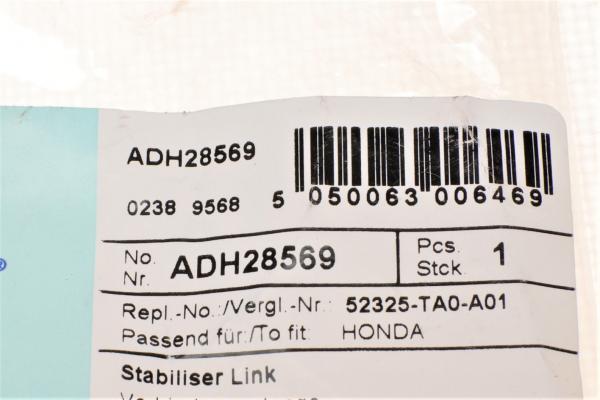 ADH28569
0238 9568
5 050063 006469
No.
Nr. ADH28569
Pcs.
Stck. 1
Repl.-No.:/Vergl.-Nr.: 52325-TA0-A01
Passend für:/To fit: HONDA
Stabiliser Link